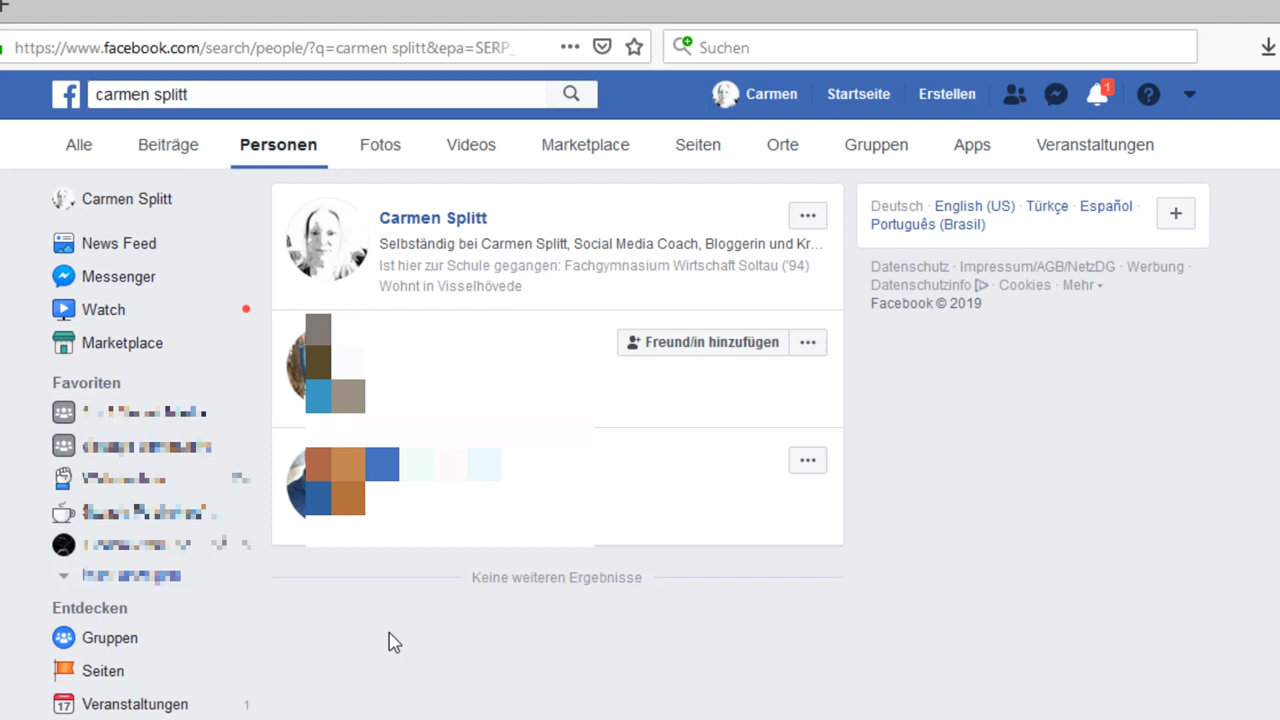 https://www.facebook.com/search/people/?q=carmen splitt&epa=SERP_
Suchen
carmen splitt
Carmen
Startseite
Erstellen
1
Alle
Beiträge
Personen
Fotos
Videos
Marketplace
Seiten
Orte
Gruppen
Apps
Veranstaltungen
Carmen Splitt
News Feed
Messenger
Watch
Marketplace
Favoriten
Entdecken
Gruppen
Seiten
17
Veranstaltungen
1
Carmen Splitt
Selbständig bei Carmen Splitt, Social Media Coach, Bloggerin und Kr...
Ist hier zur Schule gegangen: Fachgymnasium Wirtschaft Soltau ('94)
Wohnt in Visselhövede
Freund/in hinzufügen
Keine weiteren Ergebnisse
Deutsch · English (US) · Türkçe · Español ·
Português (Brasil)
Datenschutz · Impressum/AGB/NetzDG · Werbung ·
Datenschutzinfo · Cookies · Mehr
Facebook © 2019